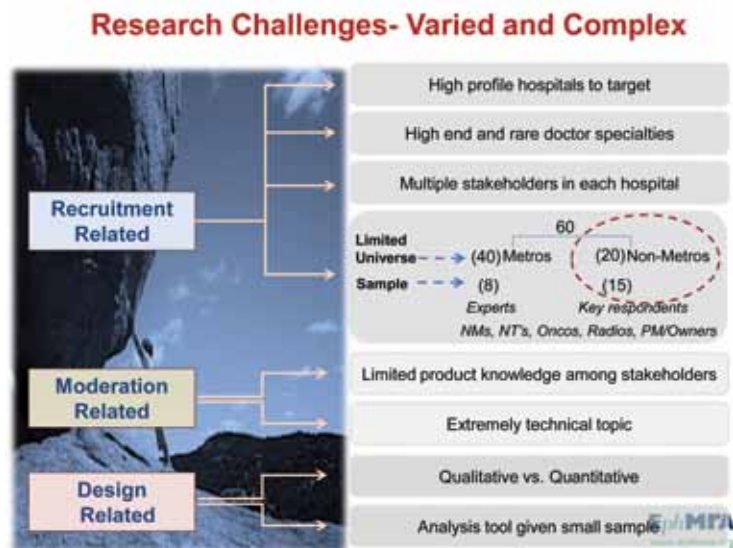 Research Challenges- Varied and Complex
High profile hospitals to target
High end and rare doctor specialties
Multiple stakeholders in each hospital
Recruitment
Related
60
Limited
Universe
(40) Metros
(20) Non-Metros
Sample
(8)
(15)
Experts
Key respondents
NMs, NT's, Oncos, Radios, PM/Owners
Moderation
Related
Limited product knowledge among stakeholders
Extremely technical topic
Design
Related
Qualitative vs. Quantitative
Analysis tool given small sample
EphMRA